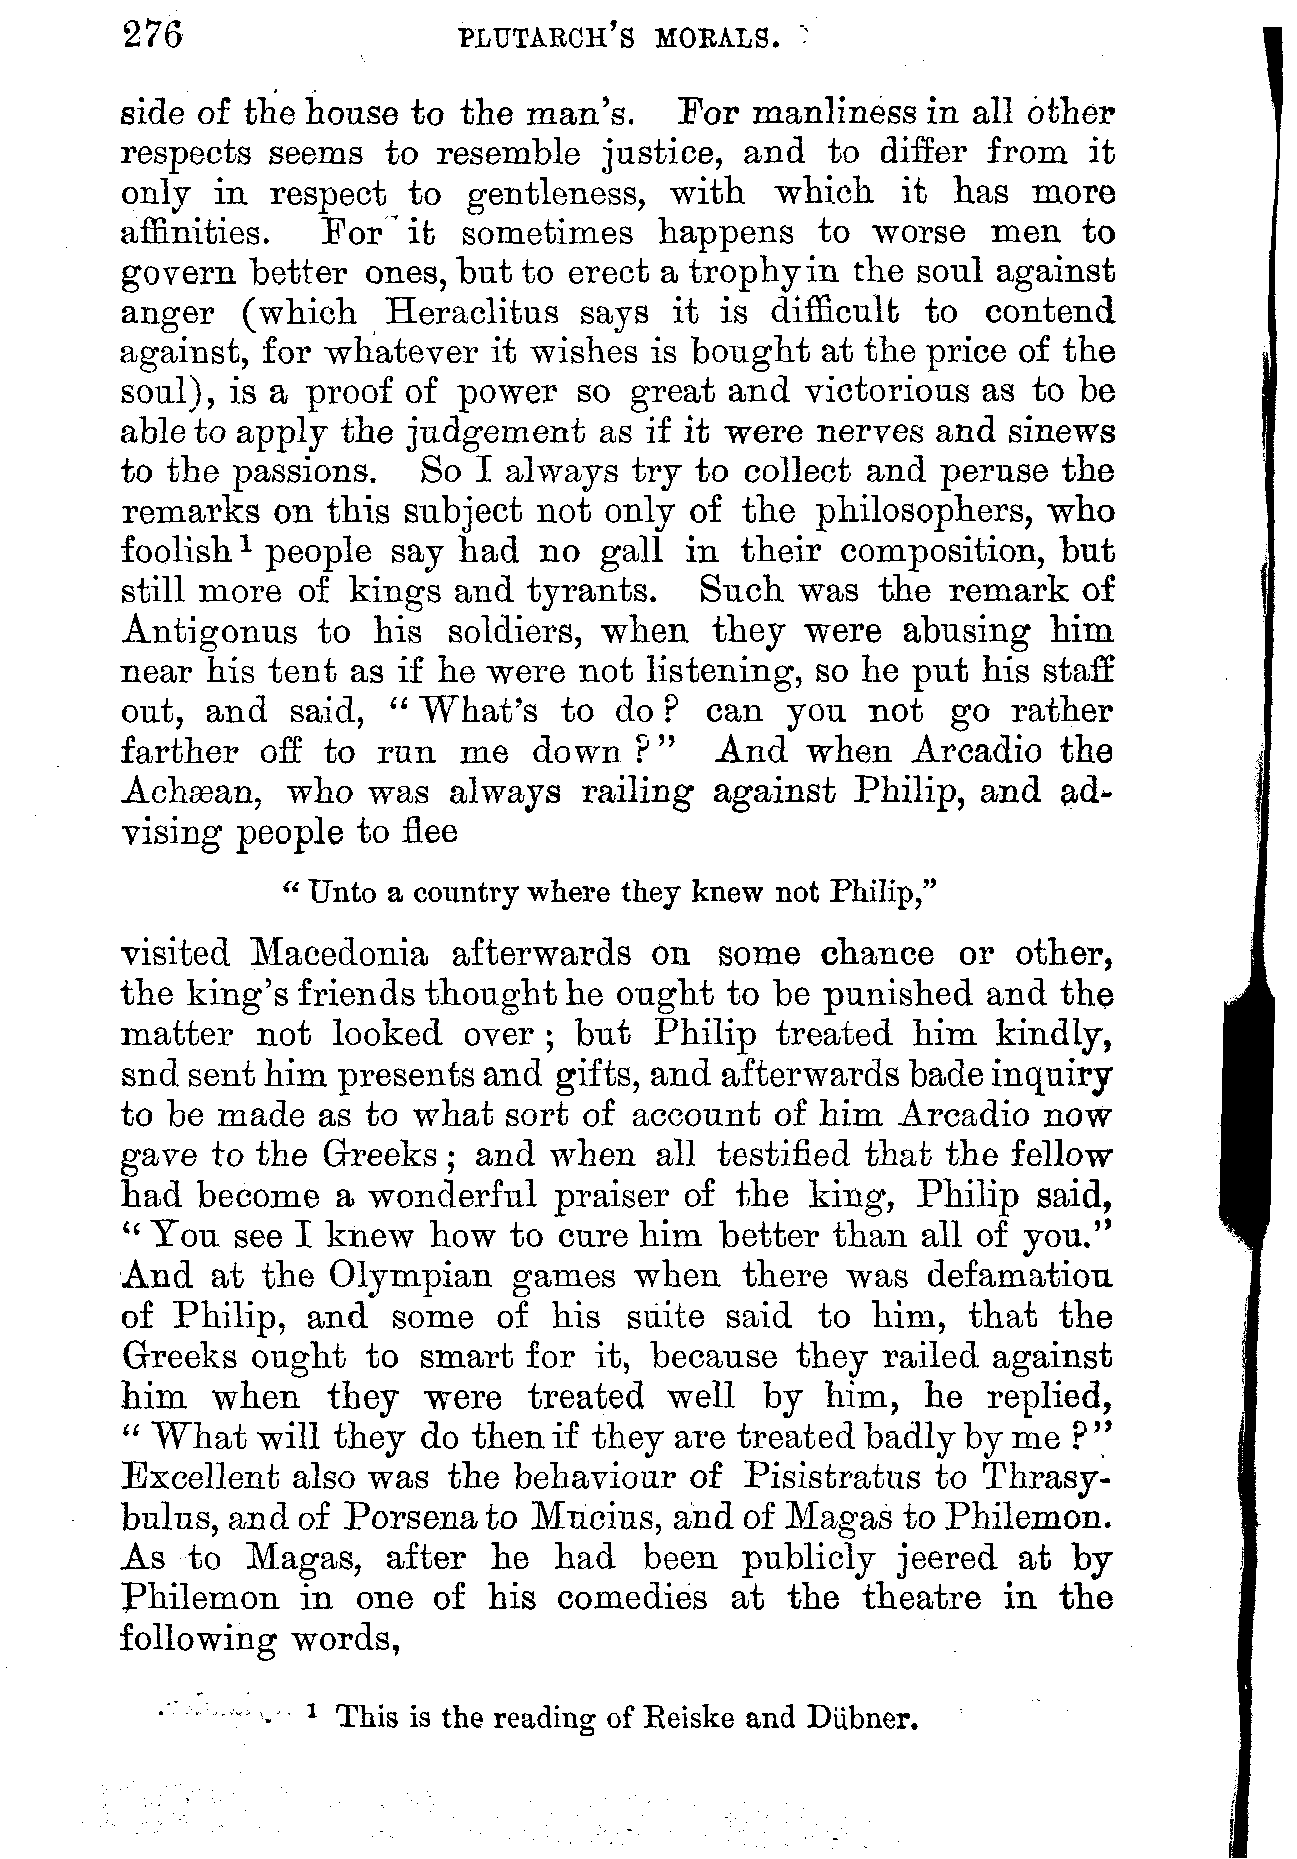 276 PLUTARCH'S MORALS.
side of the house to the man's. For manliness in all other
respects seems to resemble justice, and to differ from it
only in respect to gentleness, with which it has more
affinities. For it sometimes happens to worse men to
govern better ones, but to erect a trophy in the soul against
anger (which Heraclitus says it is difficult to contend
against, for whatever it wishes is bought at the price of the
soul), is a proof of power so great and victorious as to be
able to apply the judgement as if it were nerves and sinews
to the passions. So I always try to collect and peruse the
remarks on this subject not only of the philosophers, who
foolish¹ people say had no gall in their composition, but
still more of kings and tyrants. Such was the remark of
Antigonus to his soldiers, when they were abusing him
near his tent as if he were not listening, so he put his staff
out, and said, “What's to do? can you not go rather
farther off to run me down?” And when Arcadio the
Achæan, who was always railing against Philip, and ad-
vising people to flee
“Unto a country where they knew not Philip,”
visited Macedonia afterwards on some chance or other,
the king's friends thought he ought to be punished and the
matter not looked over; but Philip treated him kindly,
snd sent him presents and gifts, and afterwards bade inquiry
to be made as to what sort of account of him Arcadio now
gave to the Greeks; and when all testified that the fellow
had become a wonderful praiser of the king, Philip said,
“You see I knew how to cure him better than all of you.”
And at the Olympian games when there was defamation
of Philip, and some of his suite said to him, that the
Greeks ought to smart for it, because they railed against
him when they were treated well by him, he replied,
“What will they do then if they are treated badly by me?”
Excellent also was the behaviour of Pisistratus to Thrasy-
bulus, and of Porsena to Mucius, and of Magas to Philemon.
As to Magas, after he had been publicly jeered at by
Philemon in one of his comedies at the theatre in the
following words,
¹ This is the reading of Reiske and Dübner.